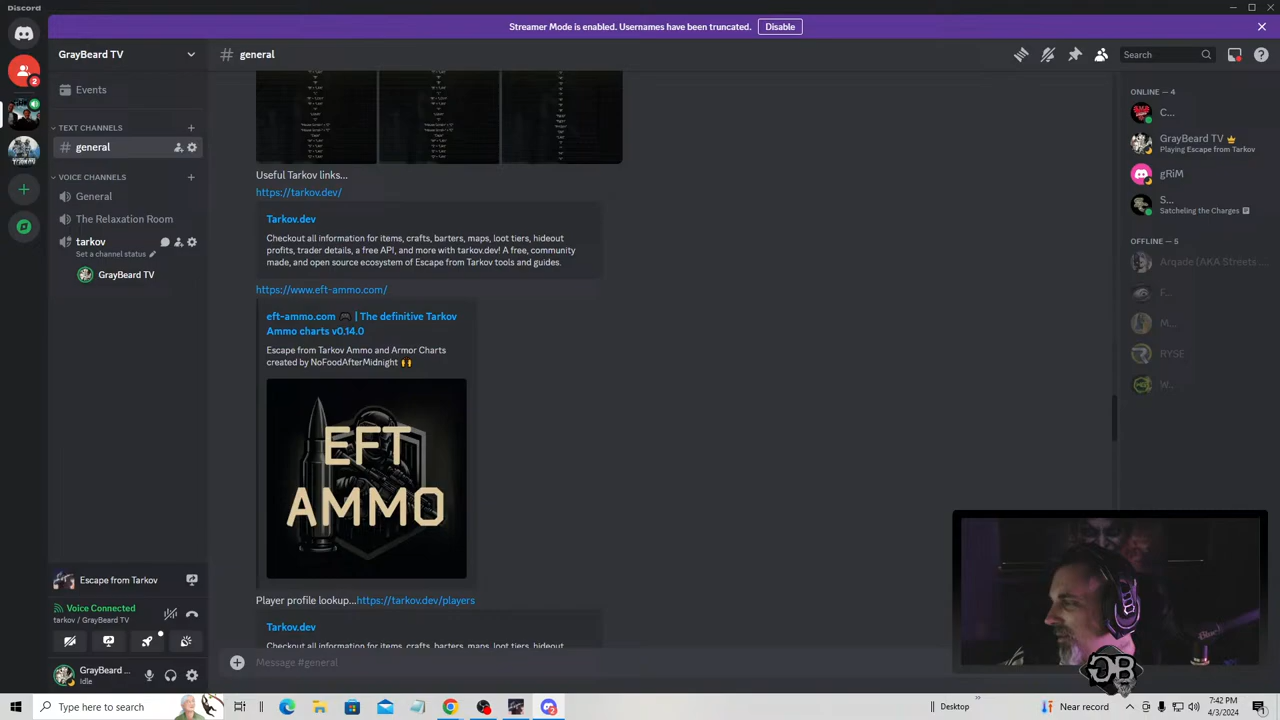 Discord
Streamer Mode is enabled. Usernames have been truncated.
Disable
GrayBeard TV
general
Search
Events
TEXT CHANNELS
general
VOICE CHANNELS
General
The Relaxation Room
tarkov
Set a channel status
GrayBeard TV
Useful Tarkov links...
https://tarkov.dev/
Tarkov.dev
Checkout all information for items, crafts, barters, maps, loot tiers, hideout
profits, trader details, a free API, and more with tarkov.dev! A free, community
made, and open source ecosystem of Escape from Tarkov tools and guides.
https://www.eft-ammo.com/
eft-ammo.com 🎮 | The definitive Tarkov
Ammo charts v0.14.0
Escape from Tarkov Ammo and Armor Charts
created by NoFoodAfterMidnight 🙌
EFT
AMMO
Player profile lookup...https://tarkov.dev/players
Tarkov.dev
Checkout all information for items, crafts, barters, maps, loot tiers, hideout
Message #general
ONLINE — 4
C...
GrayBeard TV
Playing Escape from Tarkov
gRiM
S...
Satcheling the Charges
OFFLINE — 5
Arqade (AKA Streets ...
F...
M...
RYSE
W...
Escape from Tarkov
Voice Connected
tarkov / GrayBeard TV
GrayBeard ...
Idle
2
GB
Type here to search
Desktop
Near record
7:42 PM
4/3/2024
1